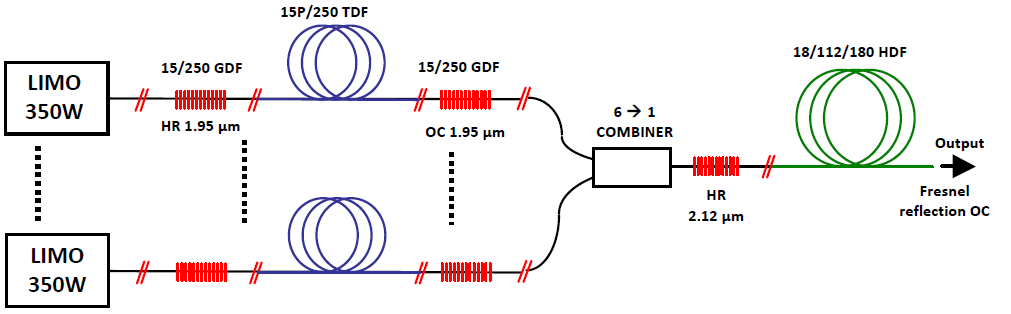 15P/250 TDF
18/112/180 HDF
15/250 GDF
15/250 GDF
LIMO
350W
HR 1.95 µm
OC 1.95 µm
6 → 1
COMBINER
Output
HR
2.12 µm
Fresnel
reflection OC
LIMO
350W